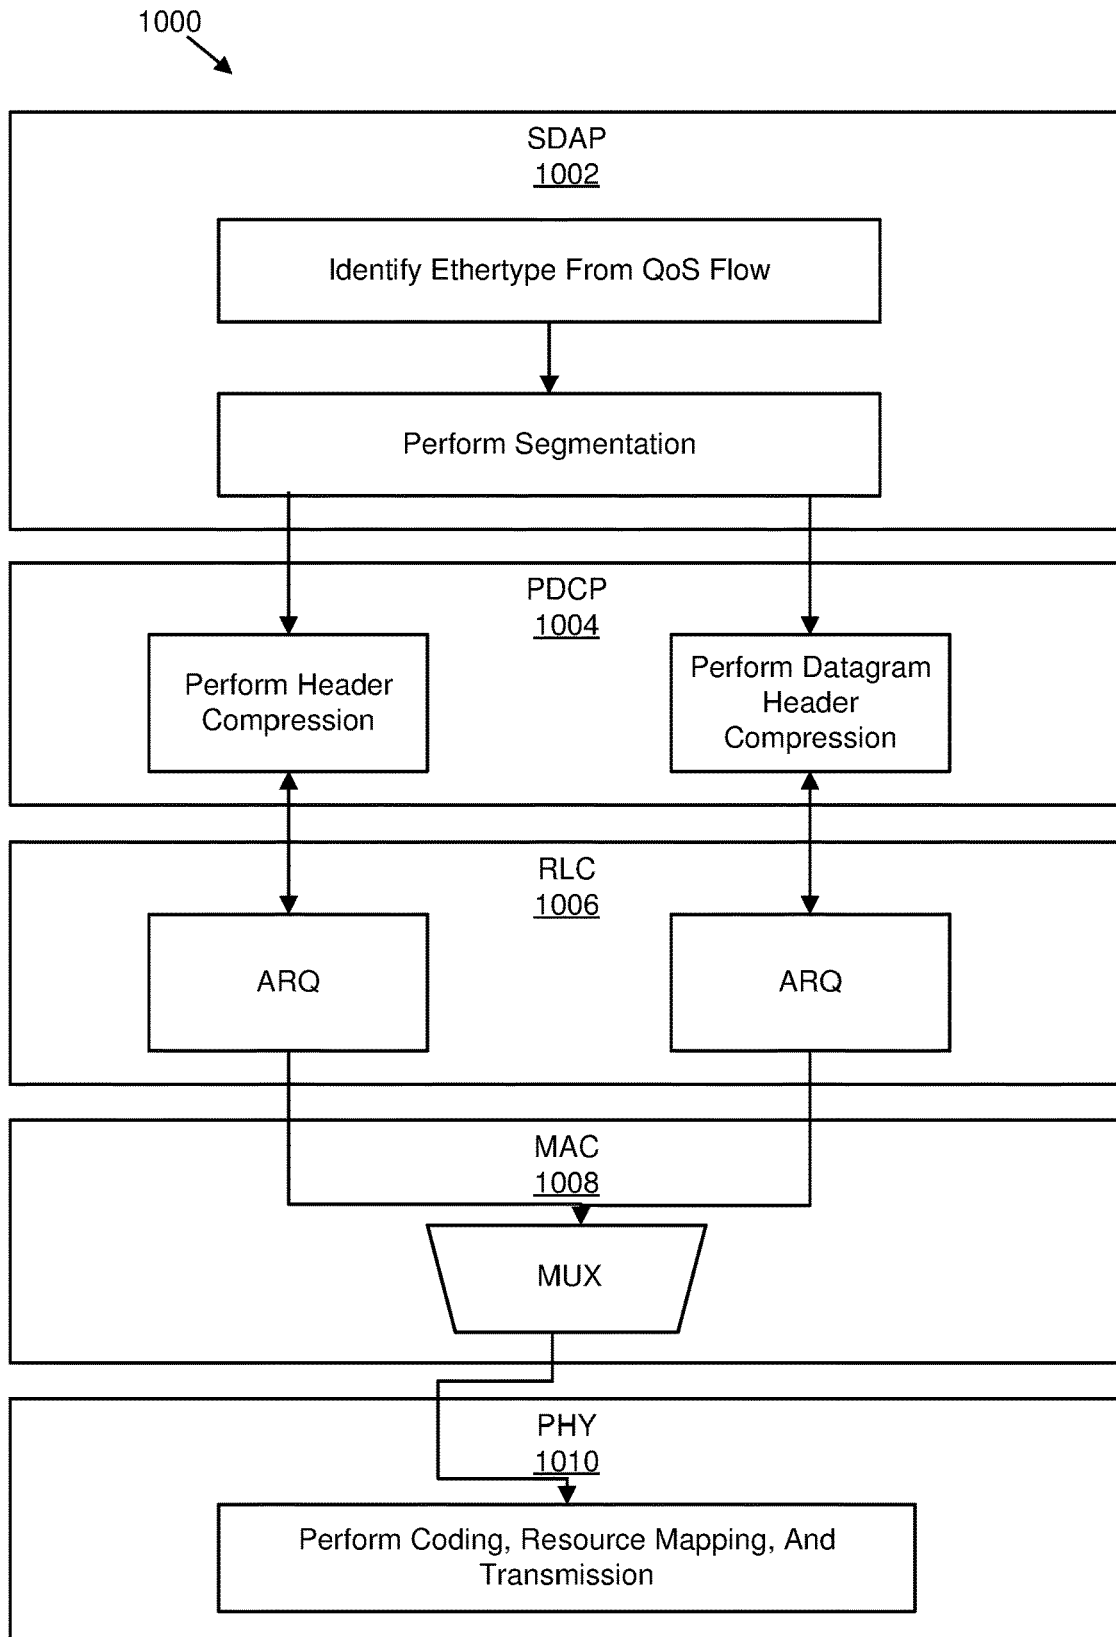 1000
SDAP
1002
Identify Ethertype From QoS Flow
Perform Segmentation
PDCP
1004
Perform Header
Compression
Perform Datagram
Header
Compression
RLC
1006
ARQ
ARQ
MAC
1008
MUX
PHY
1010
Perform Coding, Resource Mapping, And
Transmission